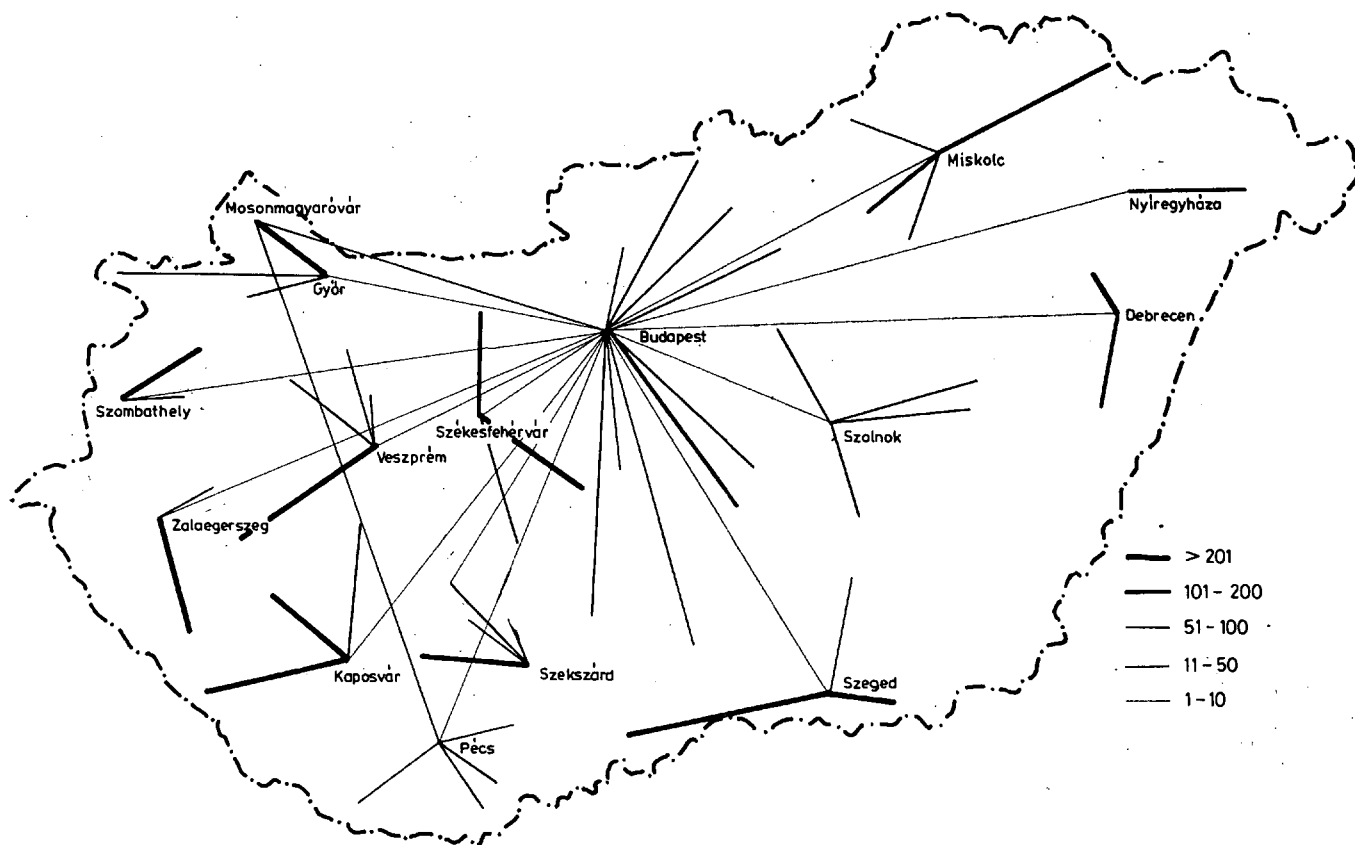 Miskolc
Nyíregyháza
Mosonmagyaróvár
Győr
Debrecen
Budapest
Szombathely
Székesfehérvár
Szolnok
Veszprém
Zalaegerszeg
> 201
101 - 200
51 - 100
11 - 50
1 - 10
Kaposvár
Szekszárd
Szeged
Pécs